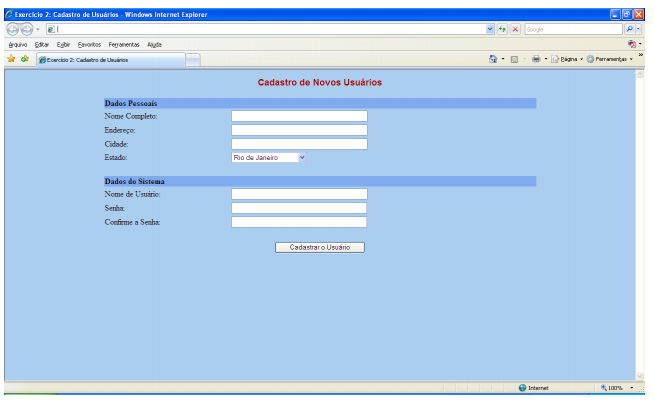 Exercício 2: Cadastro de Usuários - Windows Internet Explorer
Google
Arquivo Editar Exibir Favoritos Ferramentas Ajuda
Exercício 2: Cadastro de Usuários
Página Ferramentas
Cadastro de Novos Usuários
Dados Pessoais
Nome Completo:
Endereço:
Cidade:
Estado: Rio de Janeiro
Dados do Sistema
Nome de Usuário:
Senha:
Confirme a Senha:
Cadastrar o Usuário
Internet 100%